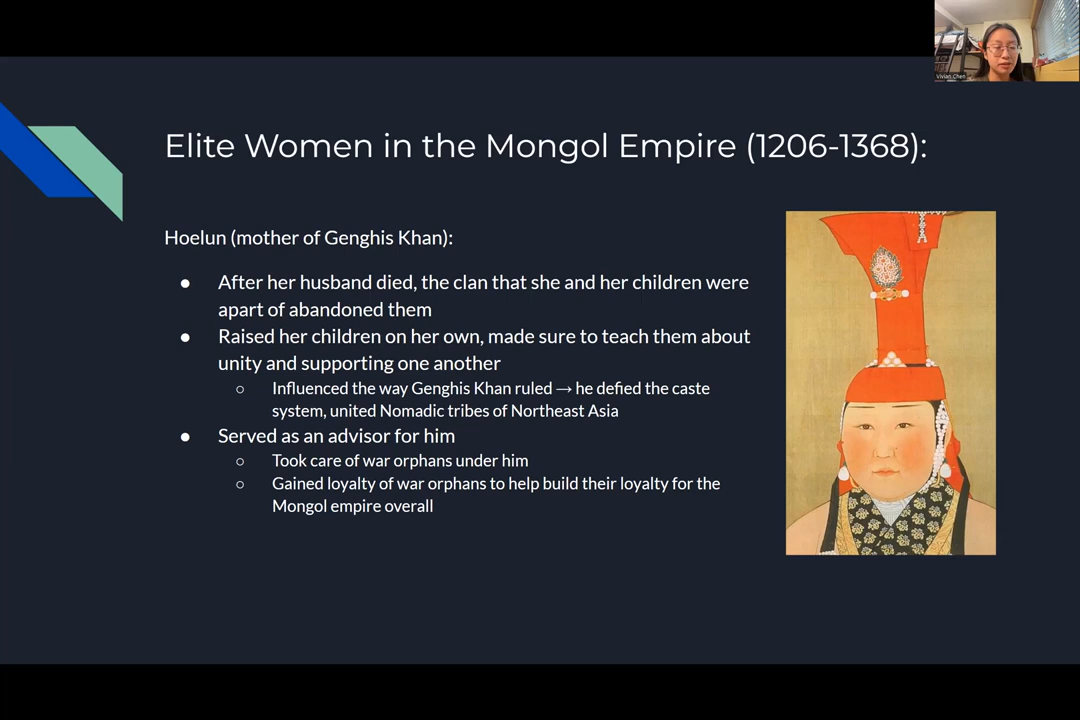 Vivian Chen
Elite Women in the Mongol Empire (1206-1368):
Hoelun (mother of Genghis Khan):
● After her husband died, the clan that she and her children were
apart of abandoned them
● Raised her children on her own, made sure to teach them about
unity and supporting one another
○ Influenced the way Genghis Khan ruled → he defied the caste
system, united Nomadic tribes of Northeast Asia
● Served as an advisor for him
○ Took care of war orphans under him
○ Gained loyalty of war orphans to help build their loyalty for the
Mongol empire overall